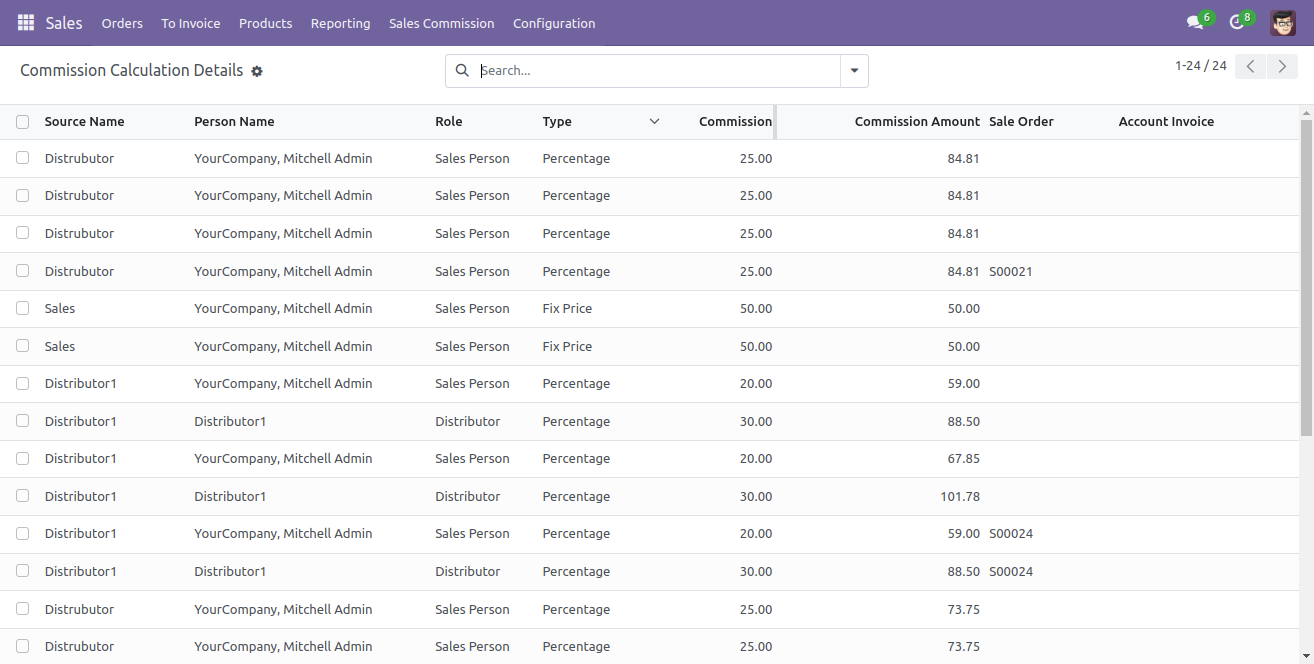 Sales Orders To Invoice Products Reporting Sales Commission Configuration 6 8
Commission Calculation Details Search... 1-24 / 24
Source Name Person Name Role Type Commission Commission Amount Sale Order Account Invoice
Distrubutor YourCompany, Mitchell Admin Sales Person Percentage 25.00 84.81
Distrubutor YourCompany, Mitchell Admin Sales Person Percentage 25.00 84.81
Distrubutor YourCompany, Mitchell Admin Sales Person Percentage 25.00 84.81
Distrubutor YourCompany, Mitchell Admin Sales Person Percentage 25.00 84.81 S00021
Sales YourCompany, Mitchell Admin Sales Person Fix Price 50.00 50.00
Sales YourCompany, Mitchell Admin Sales Person Fix Price 50.00 50.00
Distributor1 YourCompany, Mitchell Admin Sales Person Percentage 20.00 59.00
Distributor1 Distributor1 Distributor Percentage 30.00 88.50
Distributor1 YourCompany, Mitchell Admin Sales Person Percentage 20.00 67.85
Distributor1 Distributor1 Distributor Percentage 30.00 101.78
Distributor1 YourCompany, Mitchell Admin Sales Person Percentage 20.00 59.00 S00024
Distributor1 Distributor1 Distributor Percentage 30.00 88.50 S00024
Distrubutor YourCompany, Mitchell Admin Sales Person Percentage 25.00 73.75
Distrubutor YourCompany, Mitchell Admin Sales Person Percentage 25.00 73.75